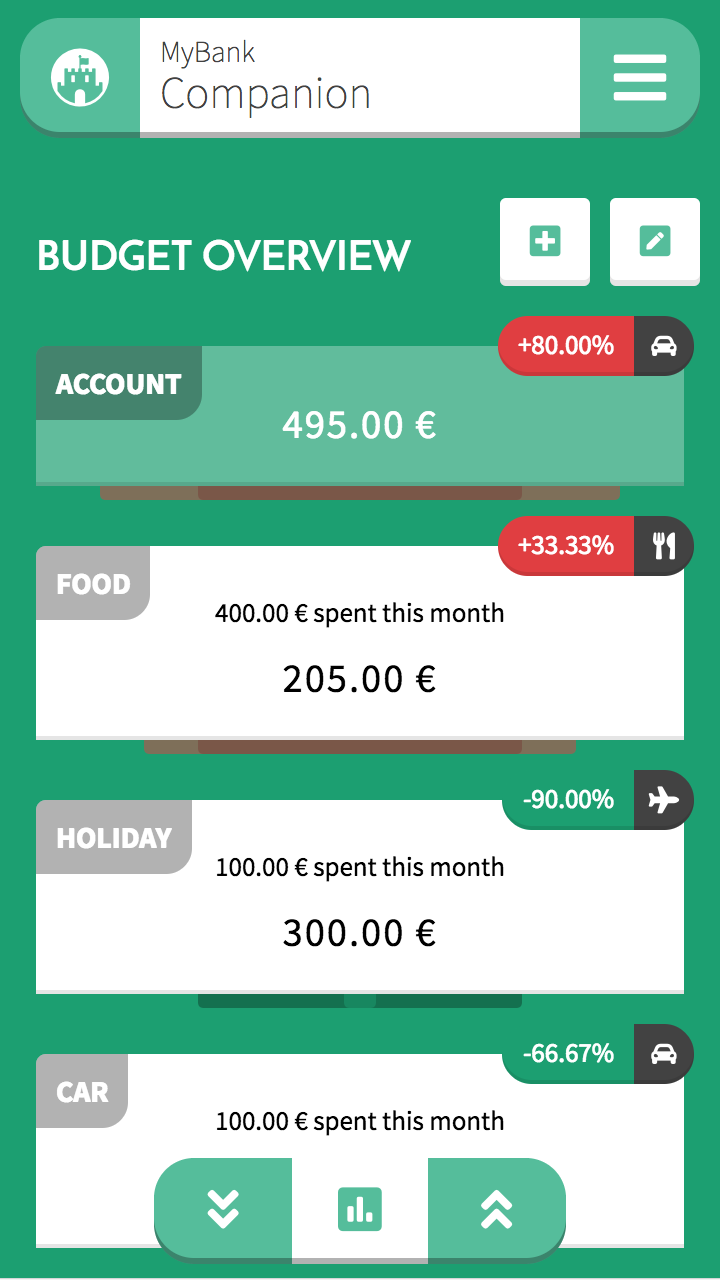 MyBank
Companion
BUDGET OVERVIEW
+80.00%
ACCOUNT
495.00 €
+33.33%
FOOD
400.00 € spent this month
205.00 €
-90.00%
HOLIDAY
100.00 € spent this month
300.00 €
-66.67%
CAR
100.00 € spent this month